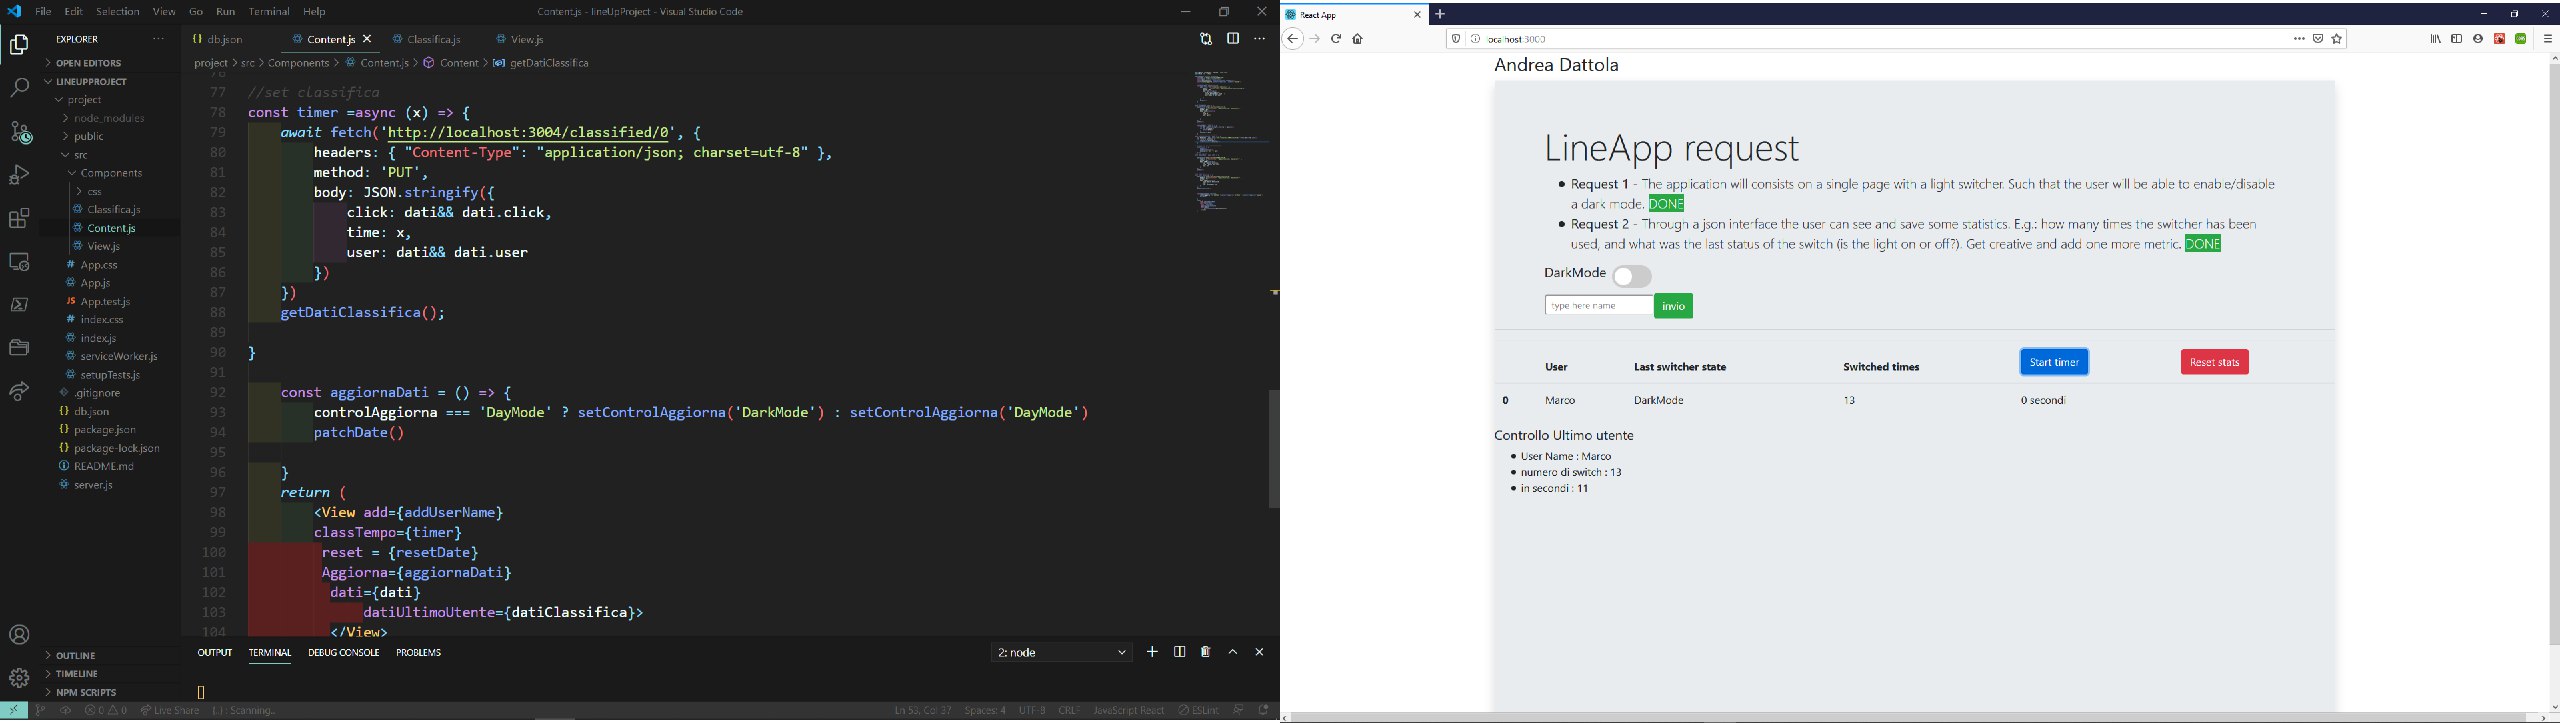 File Edit Selection View Go Run Terminal Help
Content.js - lineUpProject - Visual Studio Code
EXPLORER
OPEN EDITORS
LINEUPPROJECT
project
node_modules
public
src
Components
css
Classifica.js
Content.js
View.js
App.css
App.js
JS App.test.js
index.css
index.js
serviceWorker.js
setupTests.js
.gitignore
{} db.json
{} package.json
{} package-lock.json
README.md
server.js
OUTLINE
TIMELINE
NPM SCRIPTS
{} db.json Content.js Classifica.js View.js
project > src > Components > Content.js > Content > getDatiClassifica
76
77 //set classifica
78 const timer =async (x) => {
79 await fetch('http://localhost:3004/classified/0', {
80 headers: { "Content-Type": "application/json; charset=utf-8" },
81 method: 'PUT',
82 body: JSON.stringify({
83 click: dati&& dati.click,
84 time: x,
85 user: dati&& dati.user
86 })
87 })
88 getDatiClassifica();
89
90 }
91
92 const aggiornaDati = () => {
93 controlAggiorna === 'DayMode' ? setControlAggiorna('DarkMode') : setControlAggiorna('DayMode')
94 patchDate()
95
96 }
97 return (
98 <View add={addUserName}
99 classTempo={timer}
100 reset = {resetDate}
101 Aggiorna={aggiornaDati}
102 dati={dati}
103 datiUltimoUtente={datiClassifica}>
104 </View>
OUTPUT TERMINAL DEBUG CONSOLE PROBLEMS
2: node
0 0 Live Share {..} : Scanning..
Ln 53, Col 37 Spaces: 4 UTF-8 CRLF JavaScript React ESLint
React App
localhost:3000
Andrea Dattola
LineApp request
Request 1 - The application will consists on a single page with a light switcher. Such that the user will be able to enable/disable
a dark mode. DONE
Request 2 - Through a json interface the user can see and save some statistics. E.g.: how many times the switcher has been
used, and what was the last status of the switch (is the light on or off?). Get creative and add one more metric. DONE
DarkMode
type here name invio
User Last switcher state Switched times Start timer Reset stats
0 Marco DarkMode 13 0 secondi
Controllo Ultimo utente
User Name : Marco
numero di switch : 13
in secondi : 11